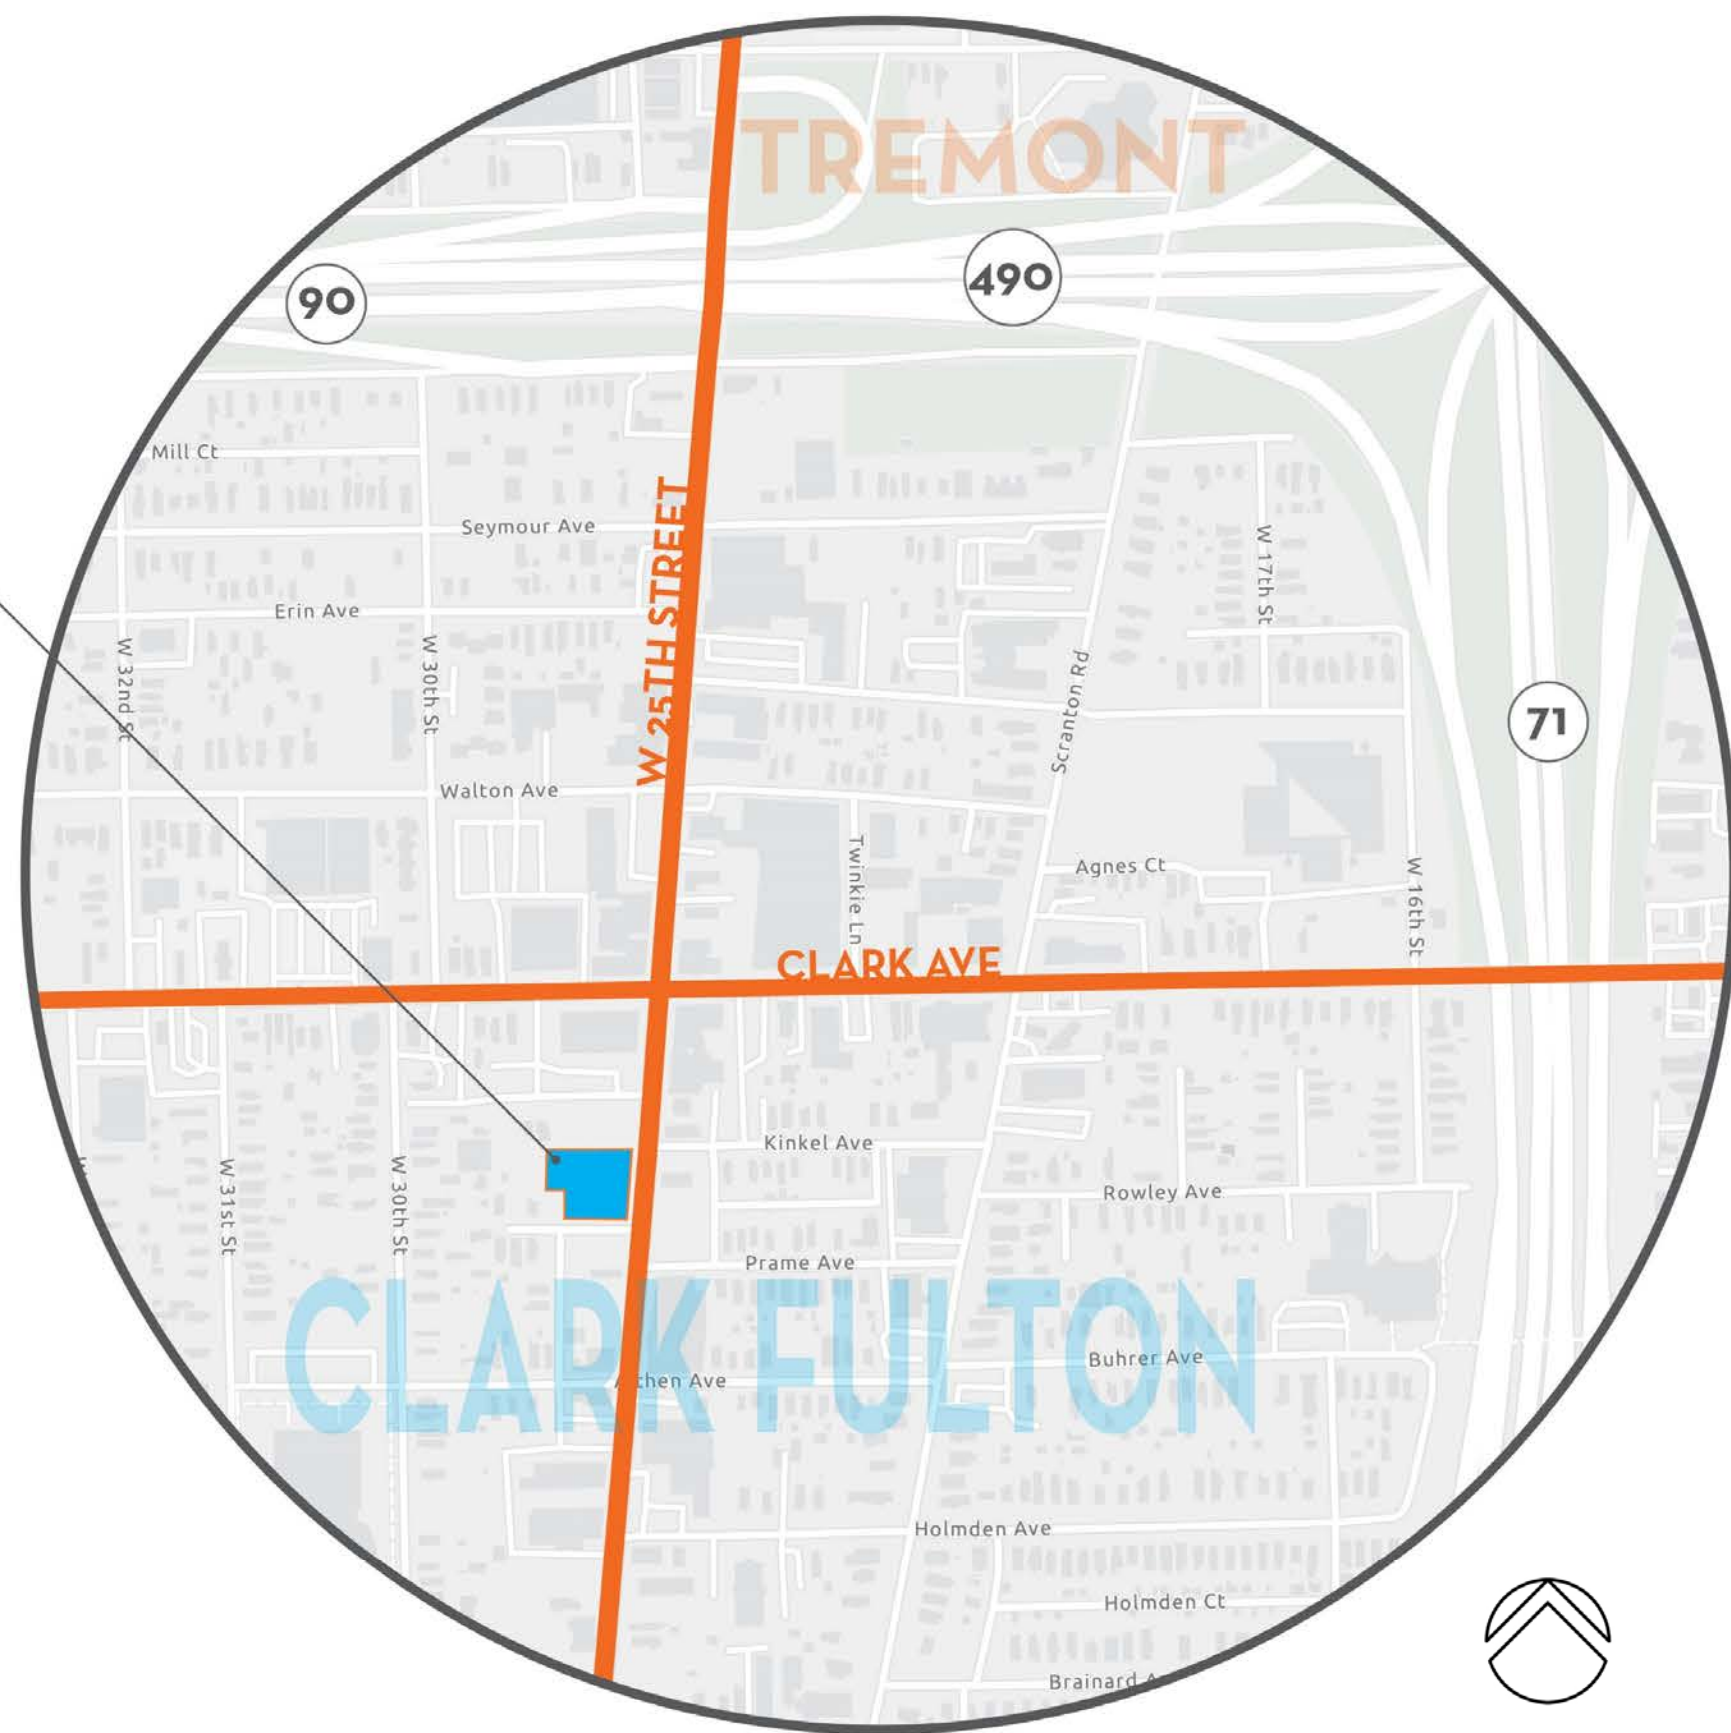 TREMONT
490
90
Mill Ct
Seymour Ave
W 17th St
Erin Ave
W 25TH STREET
W 32nd St
W 30th St
Scranton Rd
71
Walton Ave
Twinkie Ln
Agnes Ct
W 16th St
CLARK AVE
Kinkel Ave
W 31st St
W 30th St
Rowley Ave
Prame Ave
CLARK FULTON
Buhrer Ave
Ave
Holmden Ave
Holmden Ct
Brainard